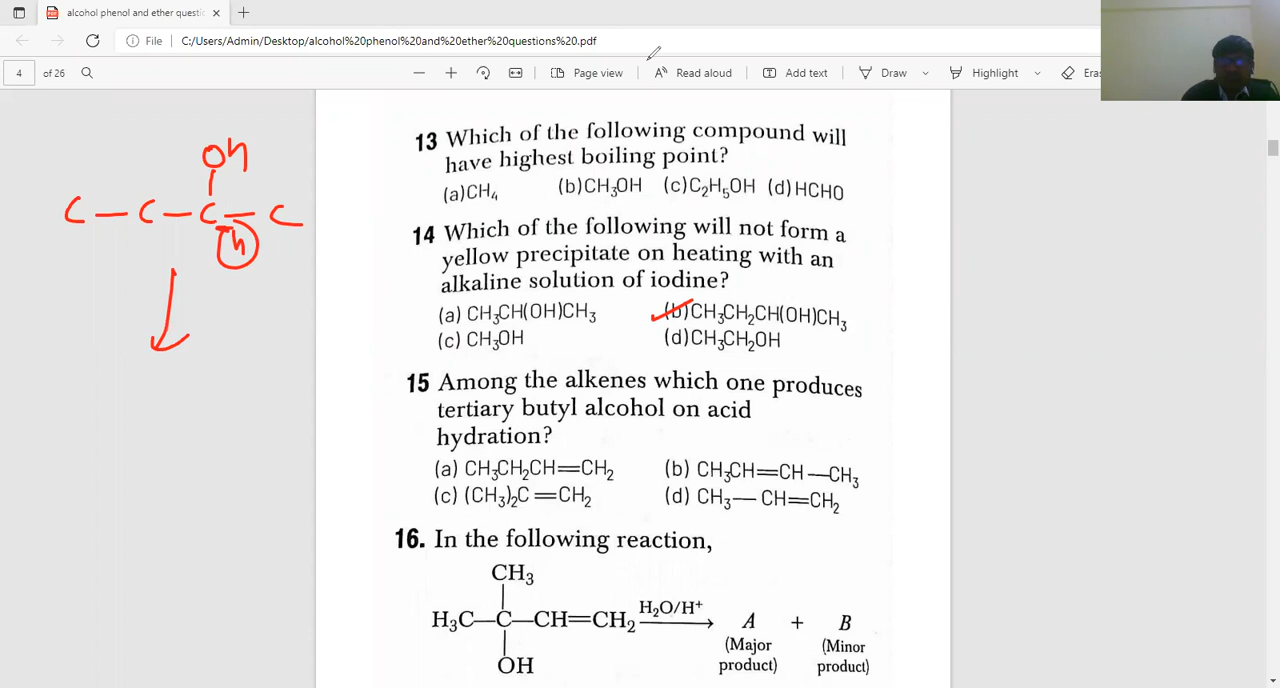 alcohol phenol and ether questic
File C:/Users/Admin/Desktop/alcohol%20phenol%20and%20ether%20questions%20.pdf
4 of 26 Page view Read aloud Add text Draw Highlight Eras
OH
C — C — C — C
H
13 Which of the following compound will
have highest boiling point?
(a)CH₄ (b)CH₃OH (c)C₂H₅OH (d)HCHO
14 Which of the following will not form a
yellow precipitate on heating with an
alkaline solution of iodine?
(a) CH₃CH(OH)CH₃ (b)CH₃CH₂CH(OH)CH₃
(c) CH₃OH (d)CH₃CH₂OH
15 Among the alkenes which one produces
tertiary butyl alcohol on acid
hydration?
(a) CH₃CH₂CH=CH₂ (b) CH₃CH=CH—CH₃
(c) (CH₃)₂C=CH₂ (d) CH₃—CH=CH₂
16. In the following reaction,
CH₃
H₃C—C—CH=CH₂ H₂O/H⁺ A + B
OH (Major (Minor
product) product)